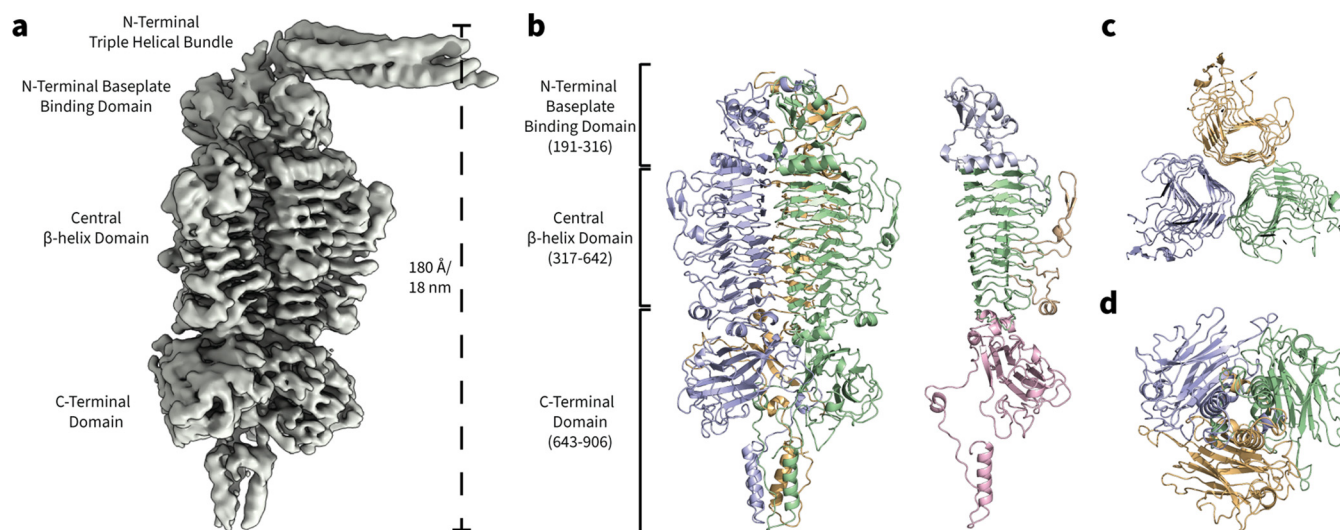 a
N-Terminal
Triple Helical Bundle
N-Terminal Baseplate
Binding Domain
Central
β-helix Domain
C-Terminal
Domain
180 Å/
18 nm
b
N-Terminal
Baseplate
Binding Domain
(191-316)
Central
β-helix Domain
(317-642)
C-Terminal
Domain
(643-906)
c
d